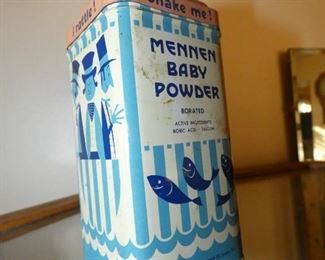 I rattle!
Shake me!
MENNEN
BABY
POWDER
BORATED
ACTIVE INGREDIENTS
BORIC ACID - TALCUM